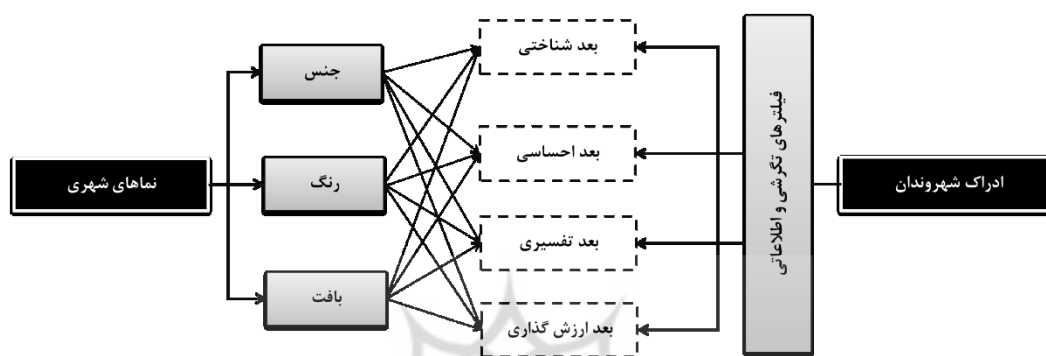 نماهای شهری
جنس
رنگ
بافت
بعد شناختی
بعد احساسی
بعد تفسیری
بعد ارزش گذاری
فیلترهای نگرشی و اطلاعاتی
ادراک شهروندان